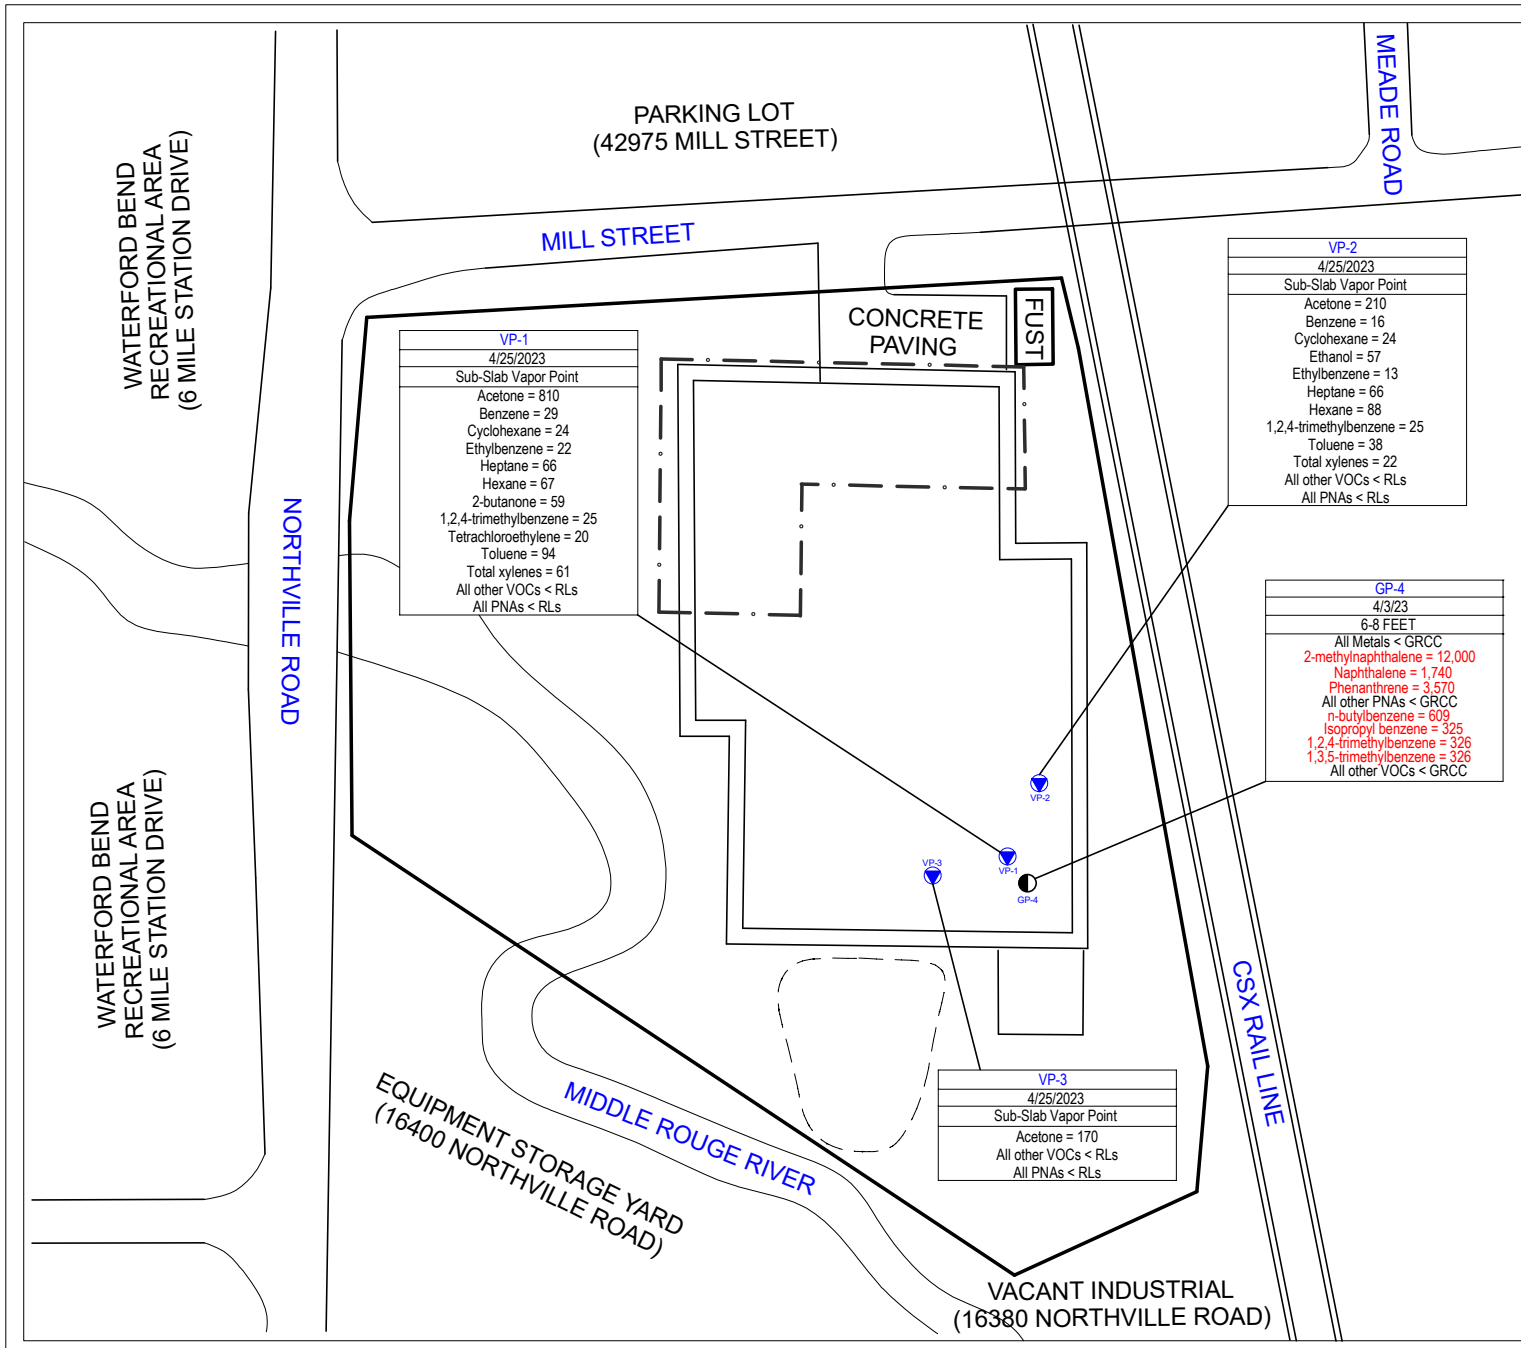 PARKING LOT
(42975 MILL STREET)
MEADE ROAD
WATERFORD BEND
RECREATIONAL AREA
(6 MILE STATION DRIVE)
MILL STREET
CONCRETE
PAVING
FUST
VP-1
4/25/2023
Sub-Slab Vapor Point
Acetone = 810
Benzene = 29
Cyclohexane = 24
Ethylbenzene = 22
Heptane = 66
Hexane = 67
2-butanone = 59
1,2,4-trimethylbenzene = 25
Tetrachloroethylene = 20
Toluene = 94
Total xylenes = 61
All other VOCs < RLs
All PNAs < RLs
VP-2
4/25/2023
Sub-Slab Vapor Point
Acetone = 210
Benzene = 16
Cyclohexane = 24
Ethanol = 57
Ethylbenzene = 13
Heptane = 66
Hexane = 88
1,2,4-trimethylbenzene = 25
Toluene = 38
Total xylenes = 22
All other VOCs < RLs
All PNAs < RLs
NORTHVILLE ROAD
GP-4
4/3/23
6-8 FEET
All Metals < GRCC
2-methylnaphthalene = 12,000
Naphthalene = 1,740
Phenanthrene = 3,570
All other PNAs < GRCC
n-butylbenzene = 609
Isopropyl benzene = 325
1,2,4-trimethylbenzene = 326
1,3,5-trimethylbenzene = 326
All other VOCs < GRCC
VP-2
VP-3
VP-1
GP-4
WATERFORD BEND
RECREATIONAL AREA
(6 MILE STATION DRIVE)
CSX RAIL LINE
EQUIPMENT STORAGE YARD
(16400 NORTHVILLE ROAD)
MIDDLE ROUGE RIVER
VP-3
4/25/2023
Sub-Slab Vapor Point
Acetone = 170
All other VOCs < RLs
All PNAs < RLs
VACANT INDUSTRIAL
(16380 NORTHVILLE ROAD)